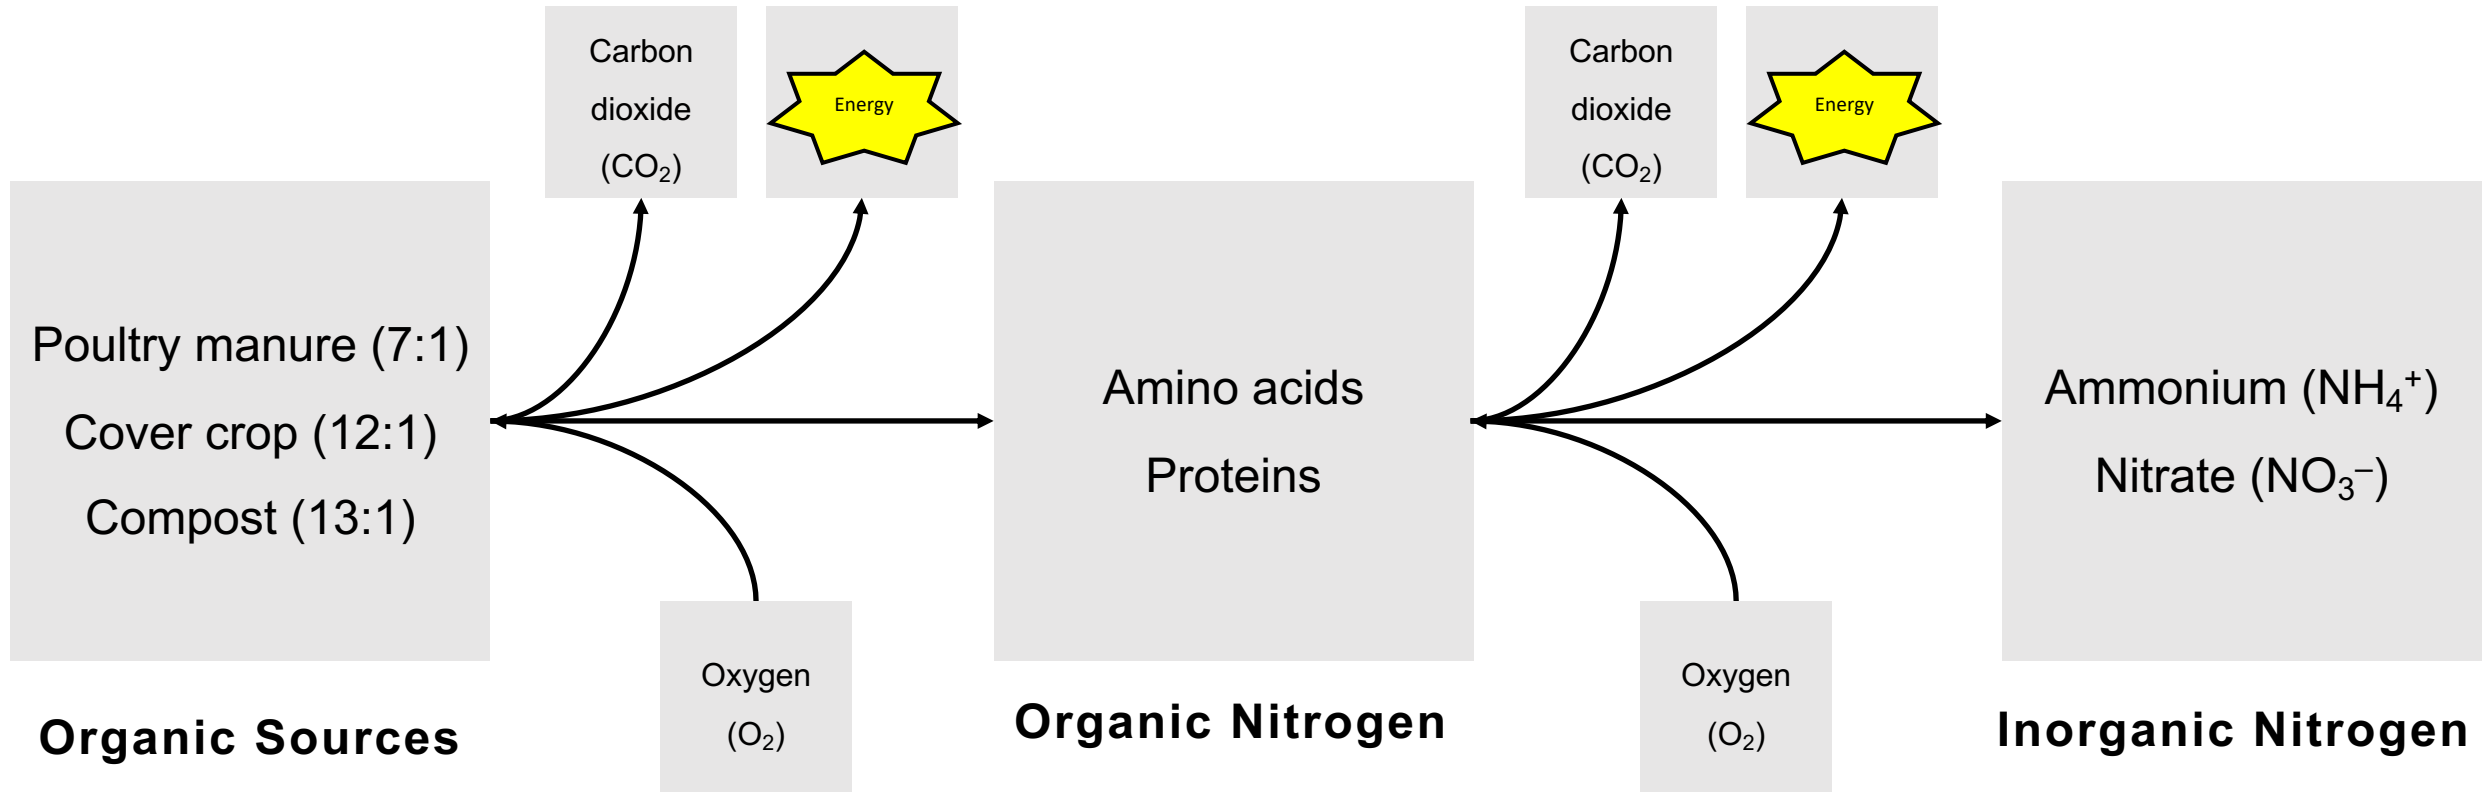 Carbon
dioxide
(CO₂)
Energy
Carbon
dioxide
(CO₂)
Energy
Poultry manure (7:1)
Cover crop (12:1)
Compost (13:1)
Amino acids
Proteins
Ammonium (NH₄⁺)
Nitrate (NO₃⁻)
Oxygen
(O₂)
Oxygen
(O₂)
Organic Sources
Organic Nitrogen
Inorganic Nitrogen